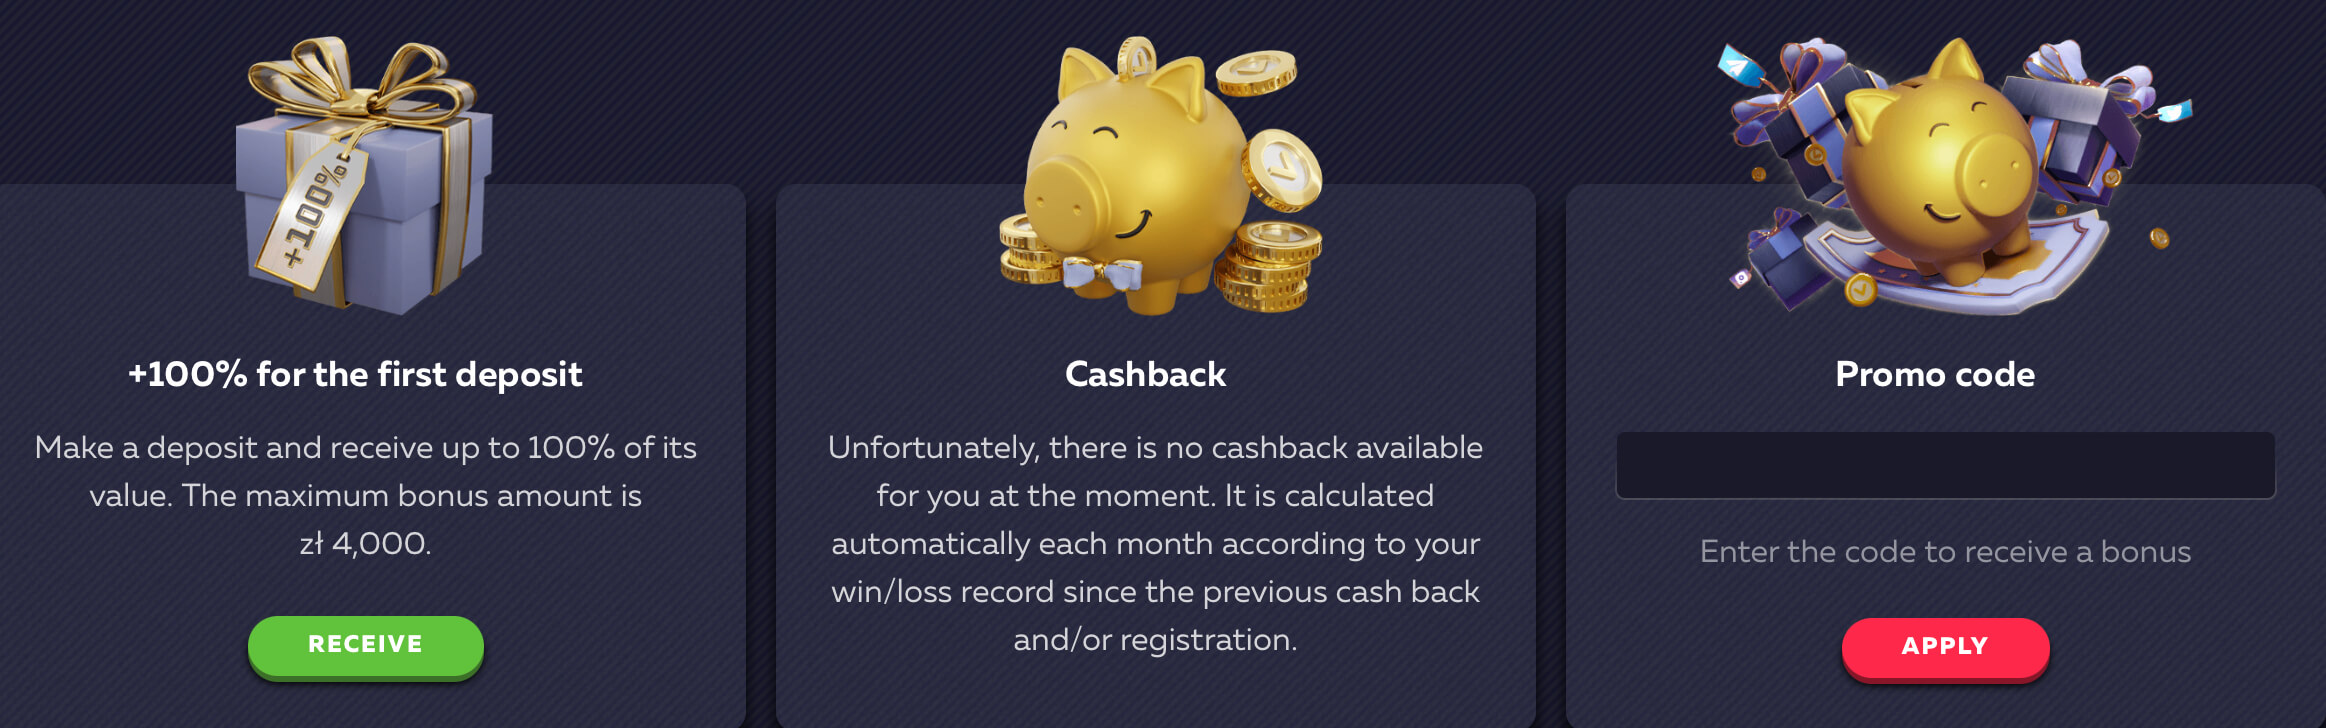 +100%
+100% for the first deposit
Make a deposit and receive up to 100% of its
value. The maximum bonus amount is
zł 4,000.
RECEIVE
Cashback
Unfortunately, there is no cashback available
for you at the moment. It is calculated
automatically each month according to your
win/loss record since the previous cash back
and/or registration.
Promo code
Enter the code to receive a bonus
APPLY